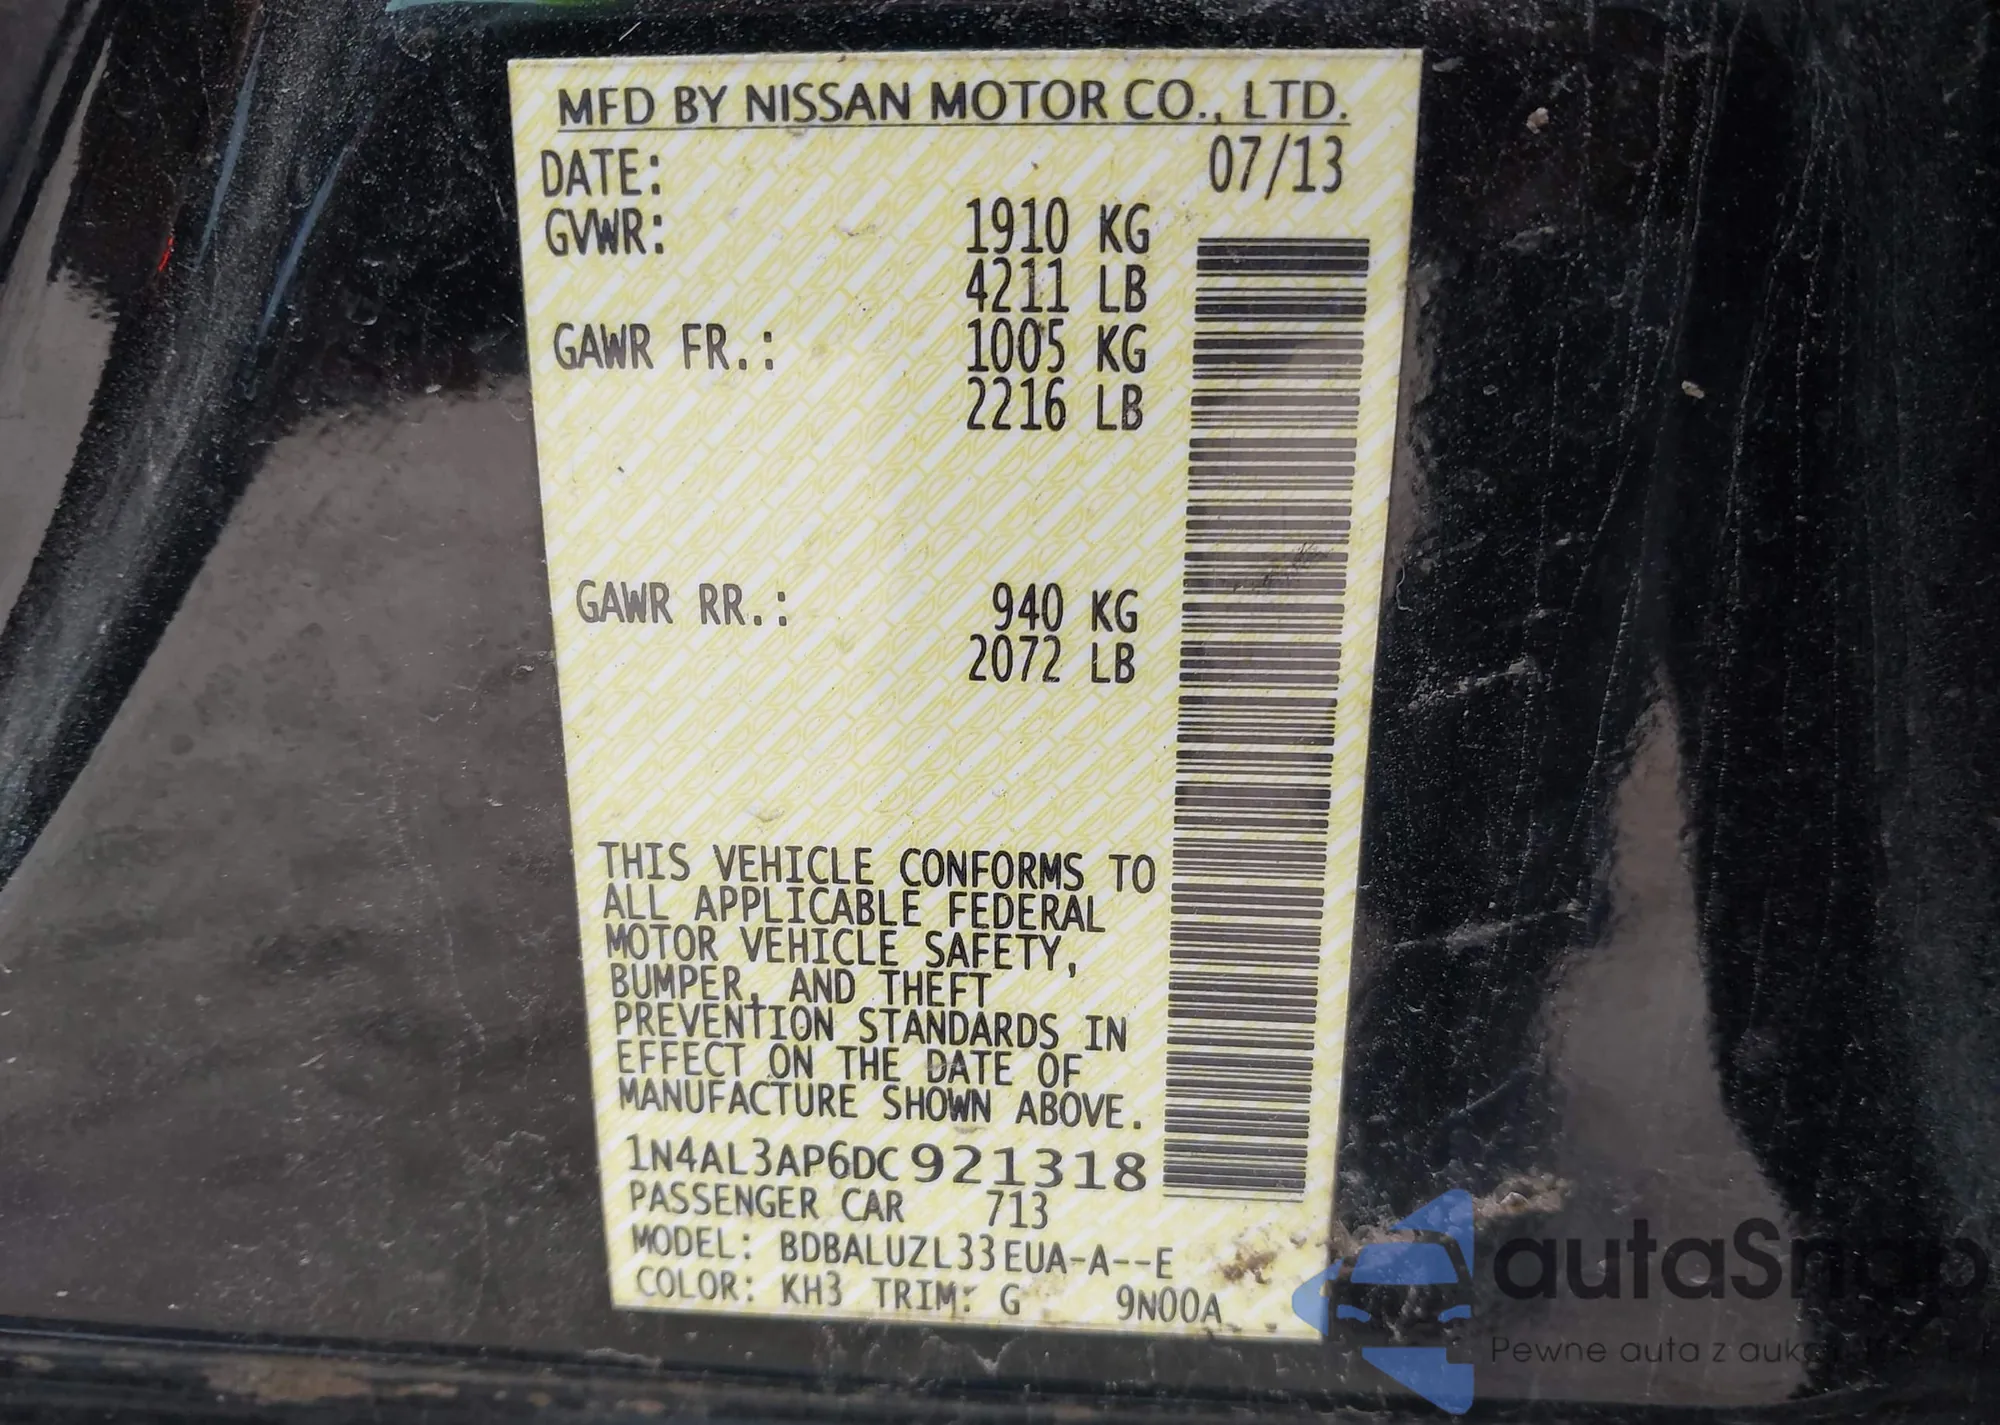 MFD BY NISSAN MOTOR CO., LTD.
DATE: 07/13
GVWR: 1910 KG
4211 LB
GAWR FR.: 1005 KG
2216 LB
GAWR RR.: 940 KG
2072 LB
THIS VEHICLE CONFORMS TO
ALL APPLICABLE FEDERAL
MOTOR VEHICLE SAFETY,
BUMPER, AND THEFT
PREVENTION STANDARDS IN
EFFECT ON THE DATE OF
MANUFACTURE SHOWN ABOVE.
1N4AL3AP6DC921318
PASSENGER CAR 713
MODEL: BDBALUZL33EUA-A--E
COLOR: KH3 TRIM: G 9N00A
autaSnap
Pewne auta z